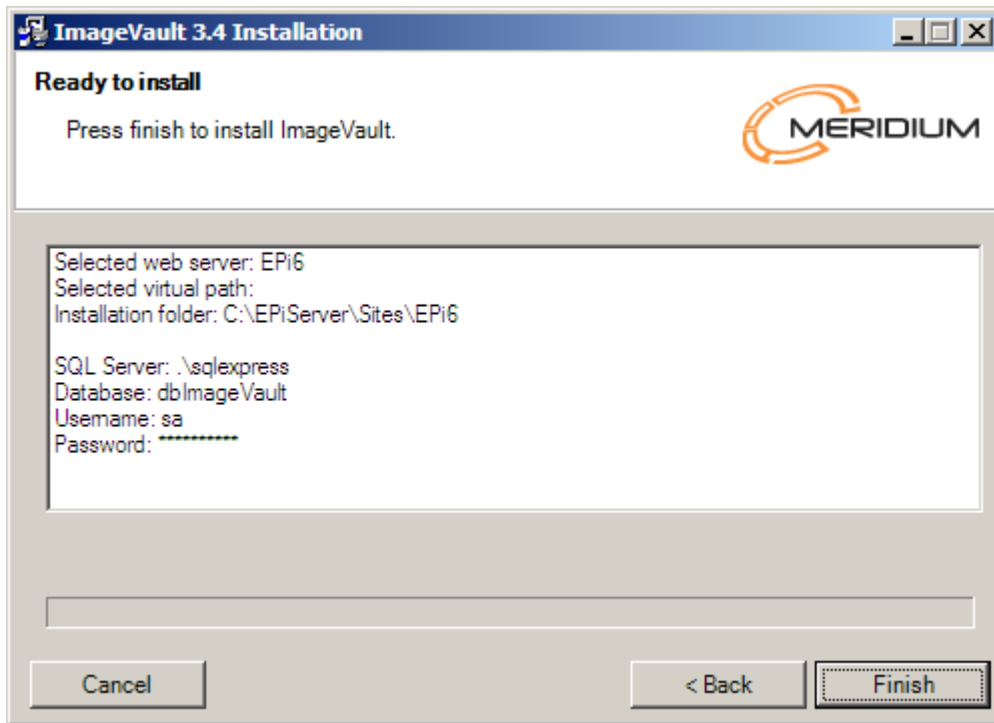 ImageVault 3.4 Installation
Ready to install
Press finish to install ImageVault.
MERIDIUM
Selected web server: EPi6
Selected virtual path:
Installation folder: C:\EPiServer\Sites\EPi6
SQL Server: .\sqlexpress
Database: dbImageVault
Username: sa
Password: **********
Cancel
< Back
Finish